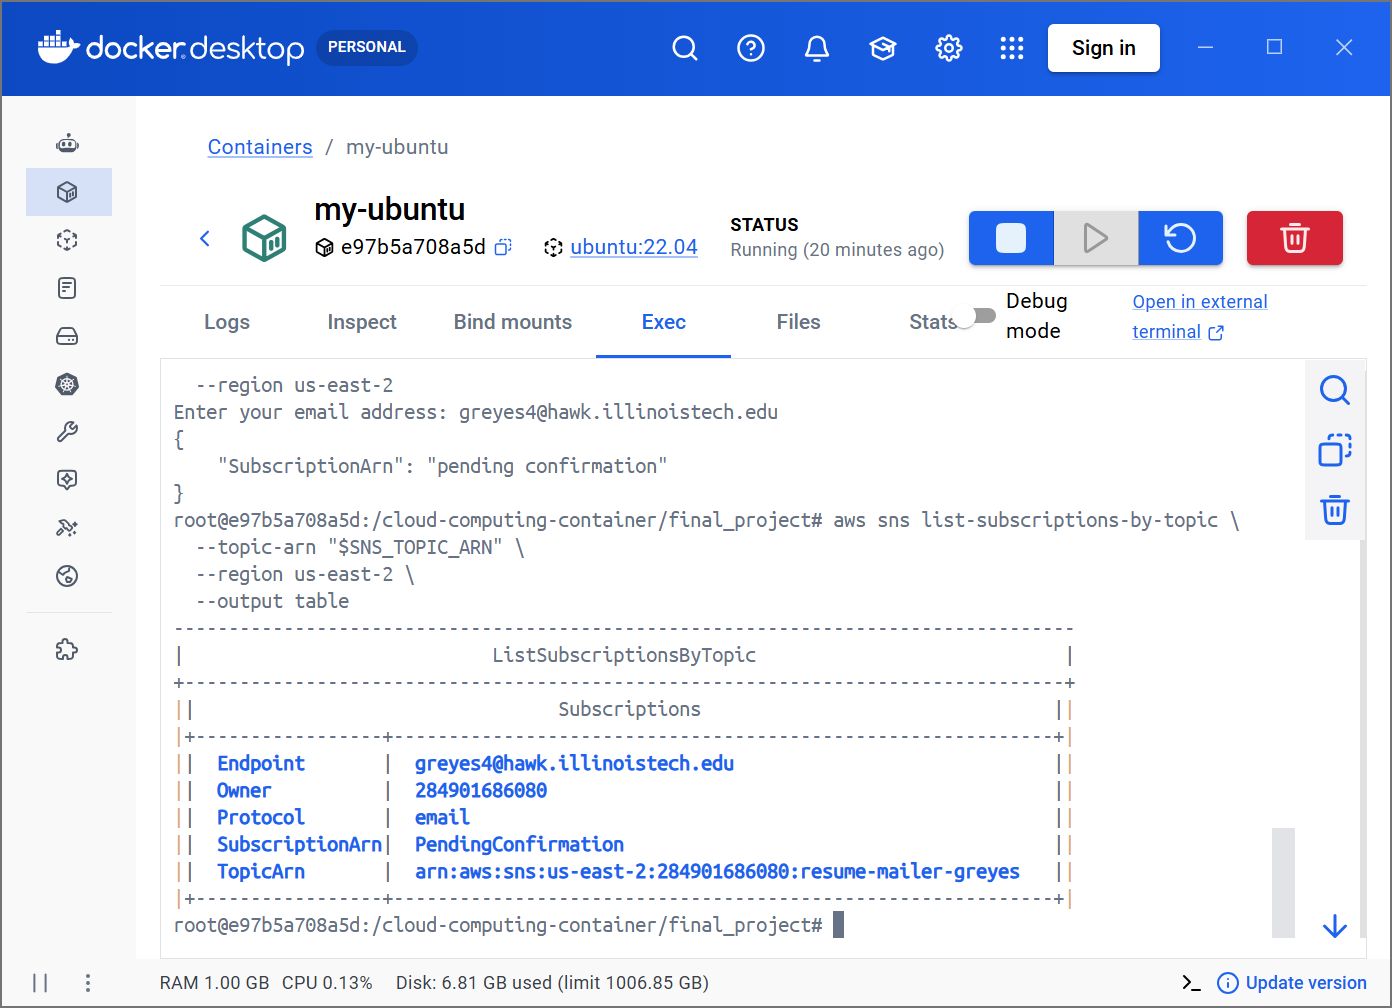 docker desktop PERSONAL Sign in
Containers / my-ubuntu
my-ubuntu
e97b5a708a5d ubuntu:22.04
STATUS
Running (20 minutes ago)
Logs Inspect Bind mounts Exec Files Stats
Debug mode
Open in external terminal
  --region us-east-2
Enter your email address: greyes4@hawk.illinoistech.edu
{
    "SubscriptionArn": "pending confirmation"
}
root@e97b5a708a5d:/cloud-computing-container/final_project# aws sns list-subscriptions-by-topic \
  --topic-arn "$SNS_TOPIC_ARN" \
  --region us-east-2 \
  --output table
----------------------------------------------------------------------------------
|                            ListSubscriptionsByTopic                            |
+--------------------------------------------------------------------------------+
||                                 Subscriptions                                ||
|+-----------------+------------------------------------------------------------+|
||  Endpoint       |  greyes4@hawk.illinoistech.edu                             ||
||  Owner          |  284901686080                                              ||
||  Protocol       |  email                                                     ||
||  SubscriptionArn|  PendingConfirmation                                       ||
||  TopicArn       |  arn:aws:sns:us-east-2:284901686080:resume-mailer-greyes   ||
|+-----------------+------------------------------------------------------------+|
root@e97b5a708a5d:/cloud-computing-container/final_project#
RAM 1.00 GB CPU 0.13% Disk: 6.81 GB used (limit 1006.85 GB) Update version